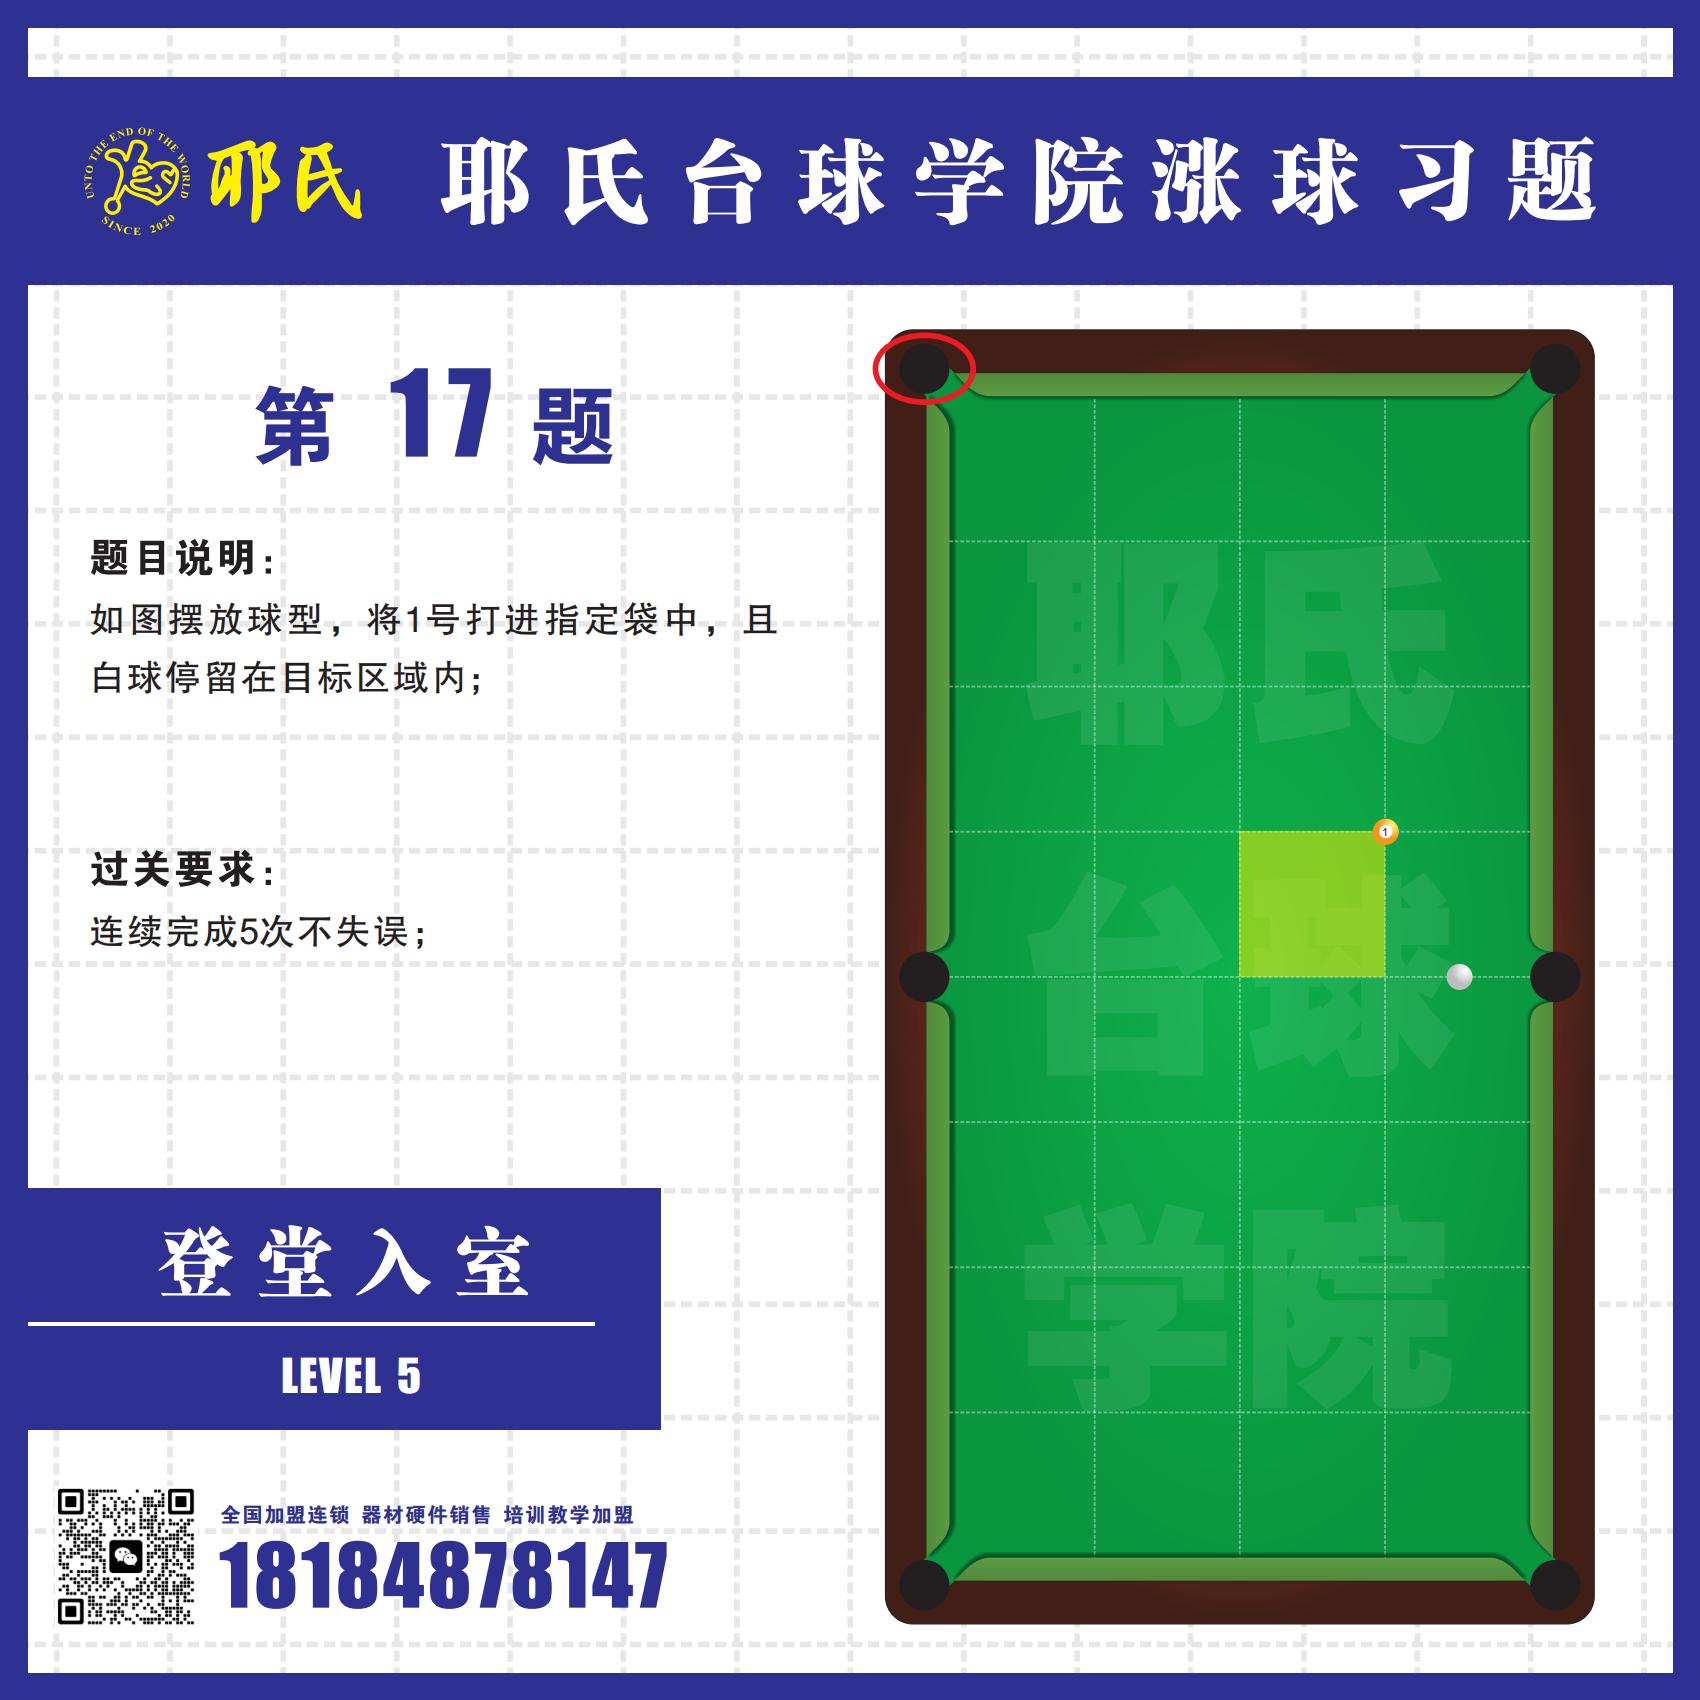 UNTO THE END OF THE WORLD
SINCE 2020
耶氏
耶氏台球学院涨球习题
第 17 题
题目说明：
如图摆放球型，将1号打进指定袋中，且
白球停留在目标区域内；
过关要求：
连续完成5次不失误；
耶氏
1
台球
学院
登堂入室
LEVEL 5
全国加盟连锁 器材硬件销售 培训教学加盟
18184878147